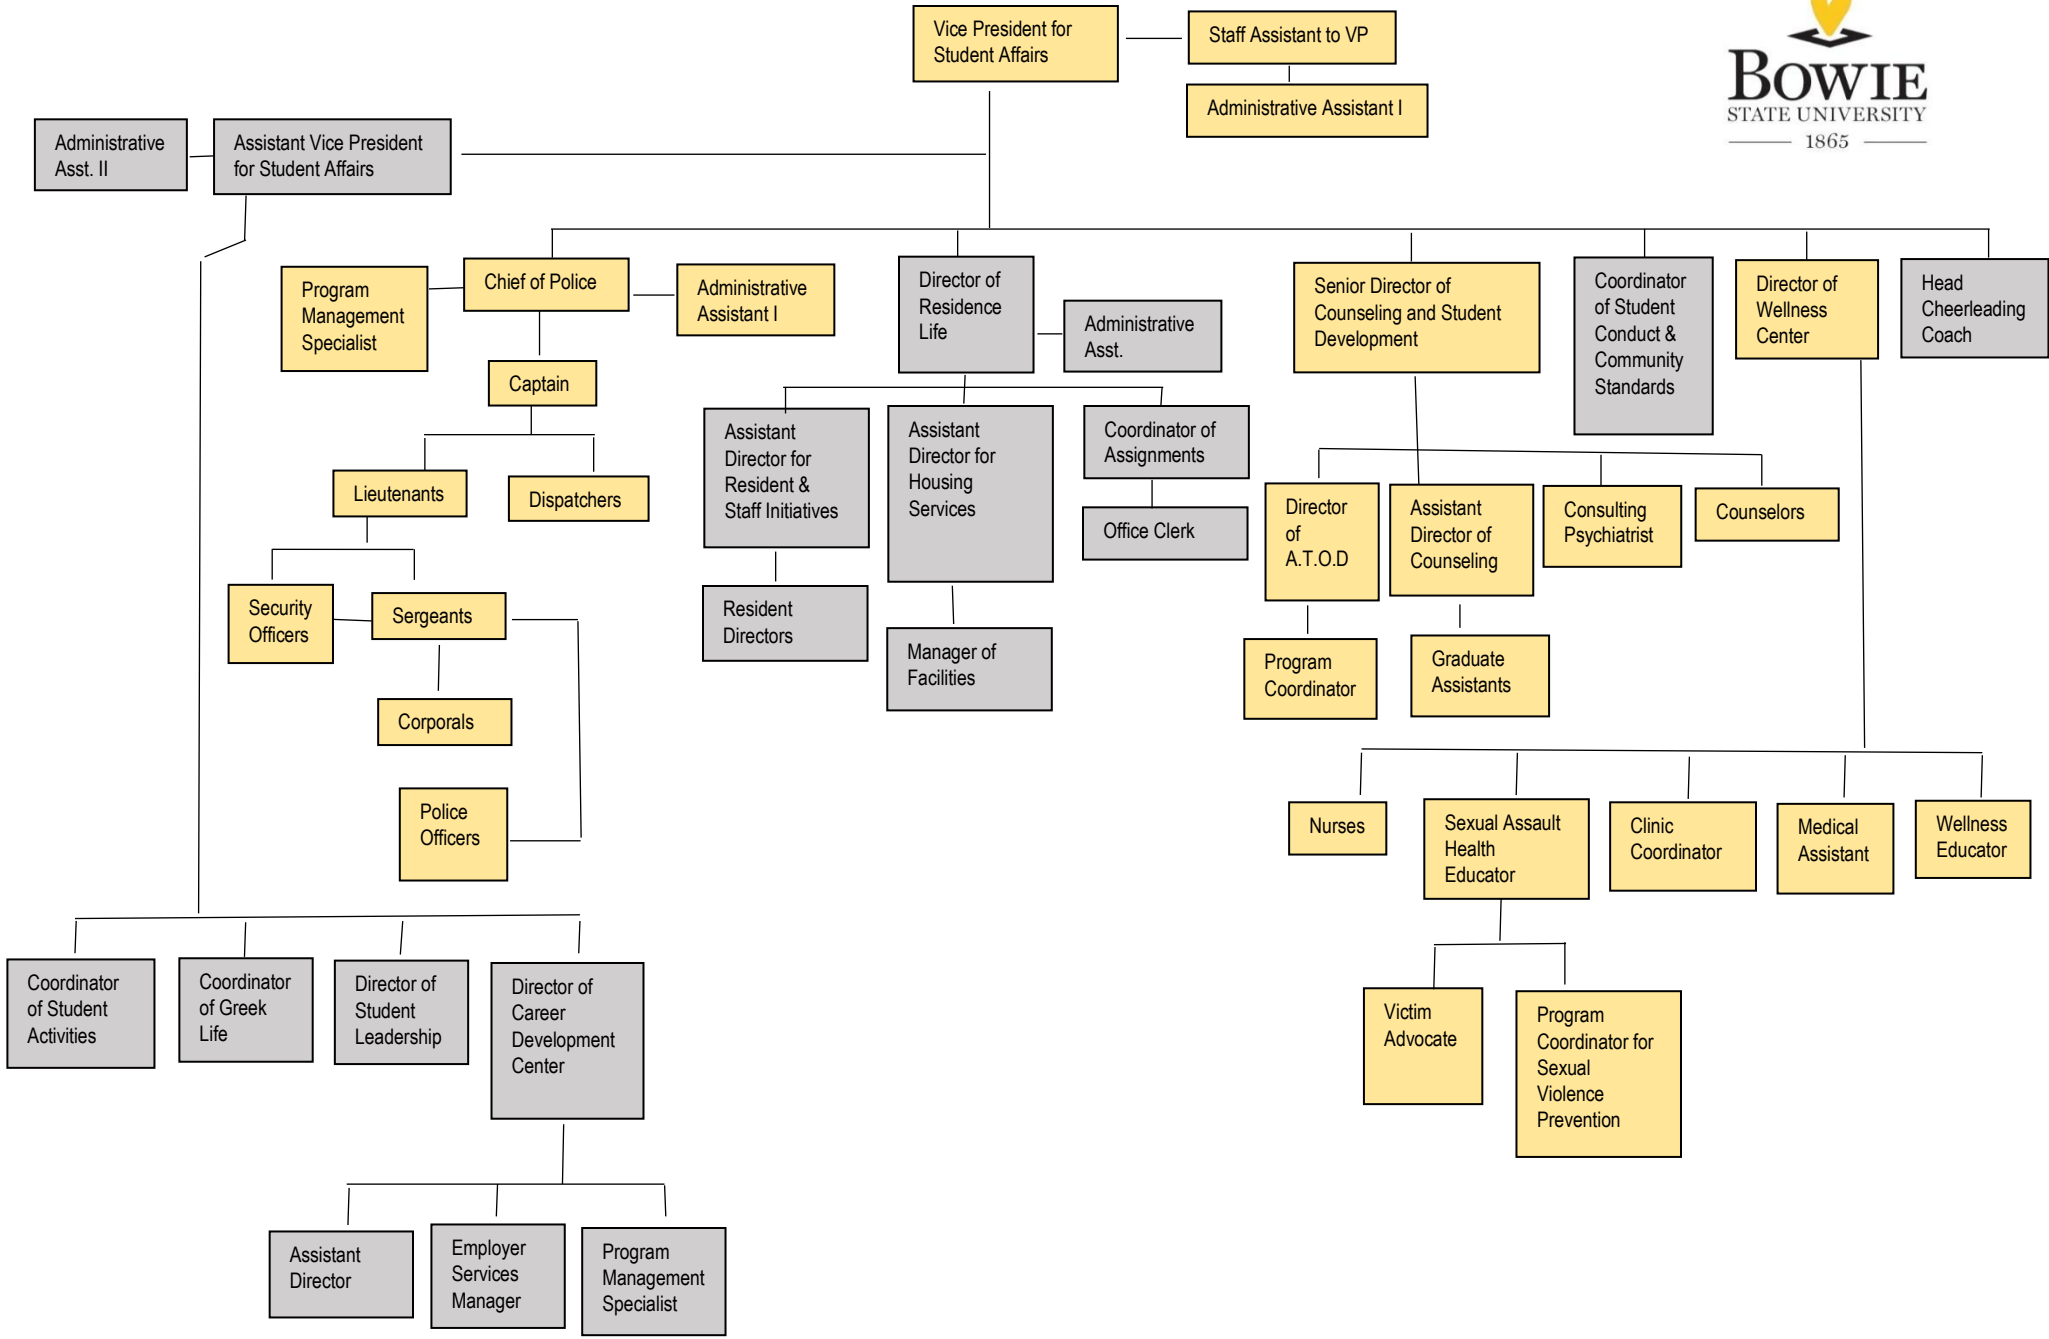 Vice President for
Student Affairs
Staff Assistant to VP
Administrative Assistant I
BOWIE
STATE UNIVERSITY
1865
Administrative
Asst. II
Assistant Vice President
for Student Affairs
Program
Management
Specialist
Chief of Police
Administrative
Assistant I
Director of
Residence
Life
Administrative
Asst.
Senior Director of
Counseling and Student
Development
Coordinator
of Student
Conduct &
Community
Standards
Director of
Wellness
Center
Head
Cheerleading
Coach
Captain
Lieutenants
Dispatchers
Assistant
Director for
Resident &
Staff Initiatives
Assistant
Director for
Housing
Services
Coordinator of
Assignments
Office Clerk
Director
of
A.T.O.D
Assistant
Director of
Counseling
Consulting
Psychiatrist
Counselors
Security
Officers
Sergeants
Resident
Directors
Manager of
Facilities
Program
Coordinator
Graduate
Assistants
Corporals
Police
Officers
Nurses
Sexual Assault
Health
Educator
Clinic
Coordinator
Medical
Assistant
Wellness
Educator
Coordinator
of Student
Activities
Coordinator
of Greek
Life
Director of
Student
Leadership
Director of
Career
Development
Center
Victim
Advocate
Program
Coordinator for
Sexual
Violence
Prevention
Assistant
Director
Employer
Services
Manager
Program
Management
Specialist